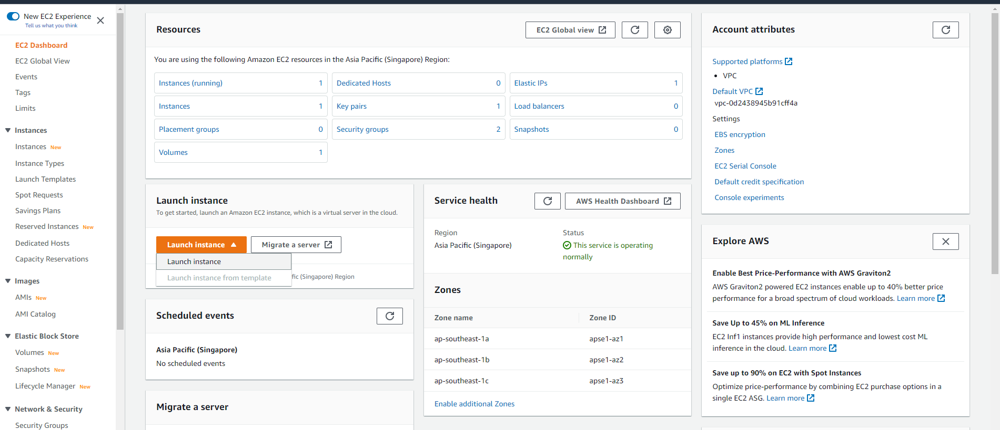 New EC2 Experience
Tell us what you think
EC2 Dashboard
EC2 Global View
Events
Tags
Limits
Instances
Instances New
Instance Types
Launch Templates
Spot Requests
Savings Plans
Reserved Instances New
Dedicated Hosts
Capacity Reservations
Images
AMIs New
AMI Catalog
Elastic Block Store
Volumes New
Snapshots New
Lifecycle Manager New
Network & Security
Security Groups
Resources
EC2 Global view
You are using the following Amazon EC2 resources in the Asia Pacific (Singapore) Region:
Instances (running) 1
Dedicated Hosts 0
Elastic IPs 1
Instances 1
Key pairs 1
Load balancers 0
Placement groups 0
Security groups 2
Snapshots 0
Volumes 1
Launch instance
To get started, launch an Amazon EC2 instance, which is a virtual server in the cloud.
Launch instance
Migrate a server
Launch instance
Launch instance from template
fic (Singapore) Region
Scheduled events
Asia Pacific (Singapore)
No scheduled events
Migrate a server
Service health
AWS Health Dashboard
Region
Asia Pacific (Singapore)
Status
This service is operating
normally
Zones
Zone name Zone ID
ap-southeast-1a apse1-az1
ap-southeast-1b apse1-az2
ap-southeast-1c apse1-az3
Enable additional Zones
Account attributes
Supported platforms
• VPC
Default VPC
vpc-0d2438945b91cff4a
Settings
EBS encryption
Zones
EC2 Serial Console
Default credit specification
Console experiments
Explore AWS
Enable Best Price-Performance with AWS Graviton2
AWS Graviton2 powered EC2 instances enable up to 40% better price
performance for a broad spectrum of cloud workloads. Learn more
Save Up to 45% on ML Inference
EC2 Inf1 instances provide high performance and lowest cost ML
inference in the cloud. Learn more
Save up to 90% on EC2 with Spot Instances
Optimize price-performance by combining EC2 purchase options in a
single EC2 ASG. Learn more